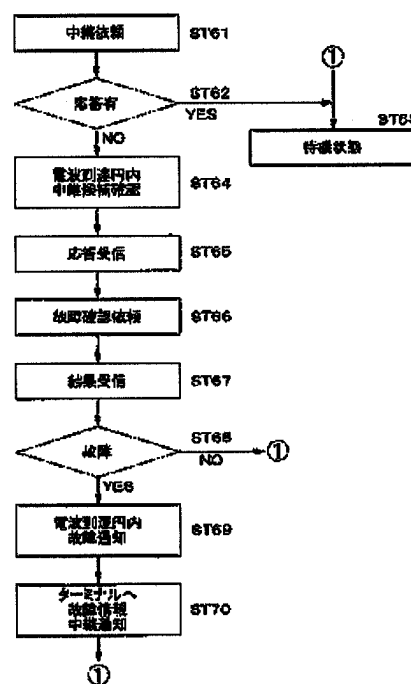 中継依頼
ST61
①
応答有
ST62
YES
NO
待機状態
電波到達円内
中継候補確認
ST64
応答受信
ST65
故障確認依頼
ST66
結果受信
ST67
故障
ST68
NO
①
YES
電波到達円内
故障通知
ST69
ターミナルへ
故障情報
中継通知
ST70
①